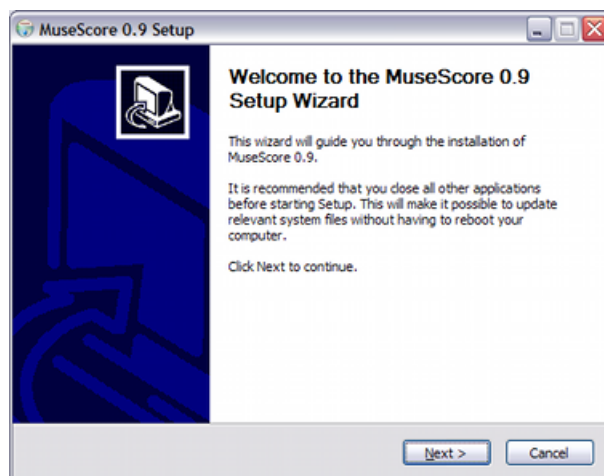 MuseScore 0.9 Setup
Welcome to the MuseScore 0.9
Setup Wizard
This wizard will guide you through the installation of
MuseScore 0.9.
It is recommended that you close all other applications
before starting Setup. This will make it possible to update
relevant system files without having to reboot your
computer.
Click Next to continue.
Next >
Cancel